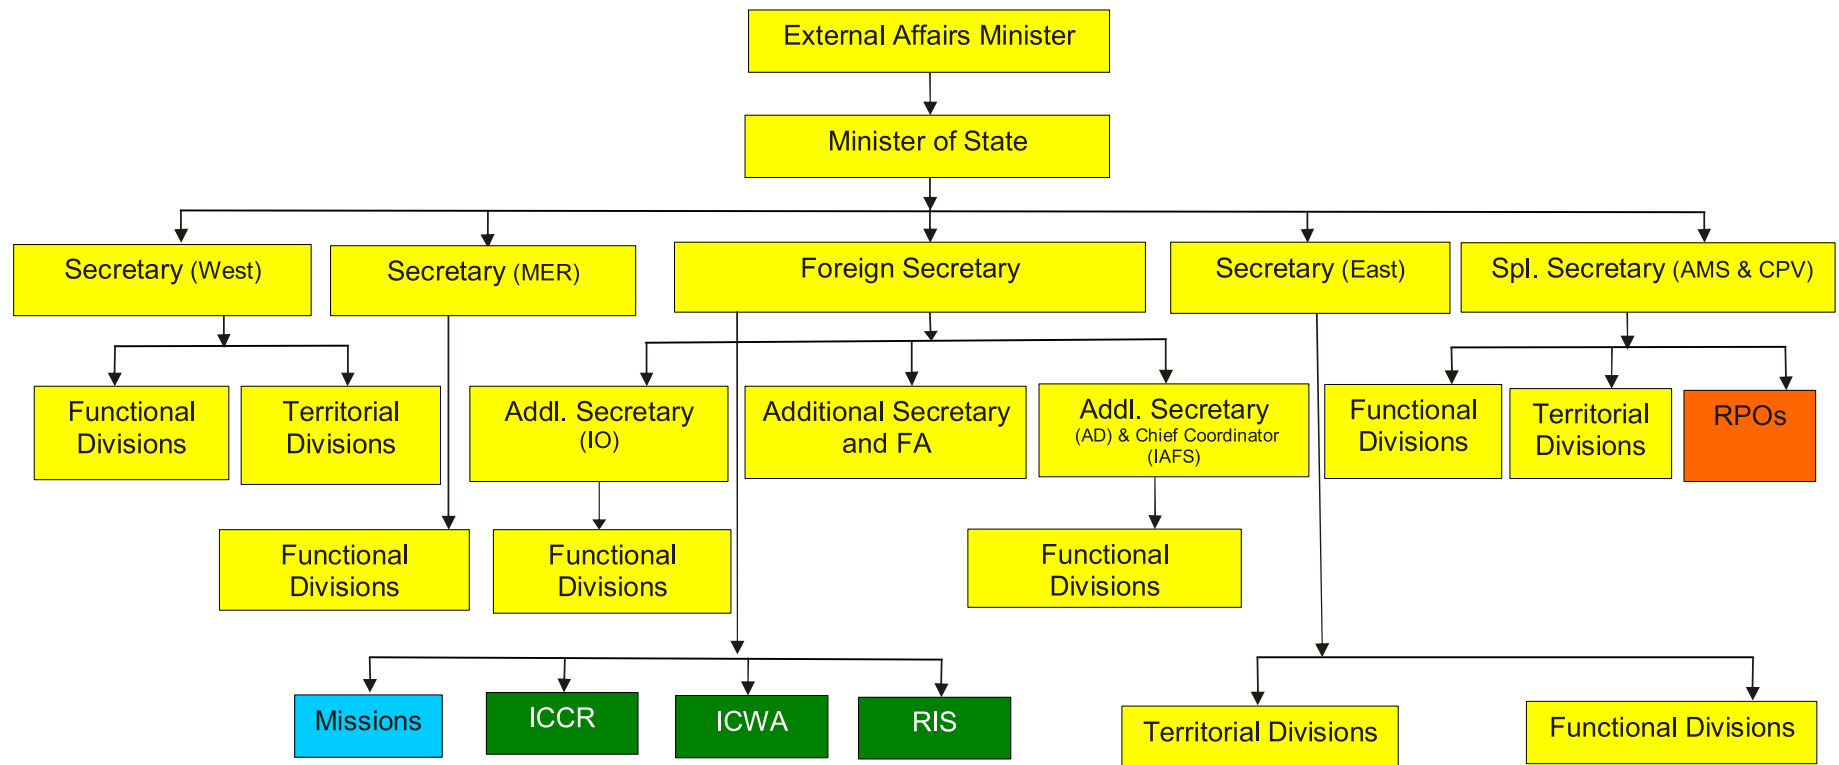 External Affairs Minister
Minister of State
Secretary (West)
Secretary (MER)
Foreign Secretary
Secretary (East)
Spl. Secretary (AMS & CPV)
Functional
Divisions
Territorial
Divisions
Addl. Secretary
(IO)
Additional Secretary
and FA
Addl. Secretary
(AD) & Chief Coordinator
(IAFS)
Functional
Divisions
Territorial
Divisions
RPOs
Functional
Divisions
Functional
Divisions
Functional
Divisions
Missions
ICCR
ICWA
RIS
Territorial Divisions
Functional Divisions